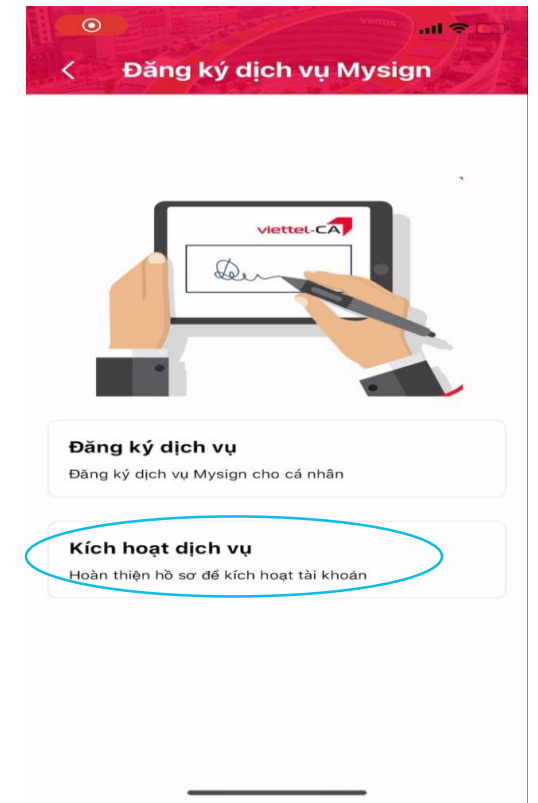 Viettel
Đăng ký dịch vụ Mysign
viettel-CA
Đăng ký dịch vụ
Đăng ký dịch vụ Mysign cho cá nhân
Kích hoạt dịch vụ
Hoàn thiện hồ sơ để kích hoạt tài khoản